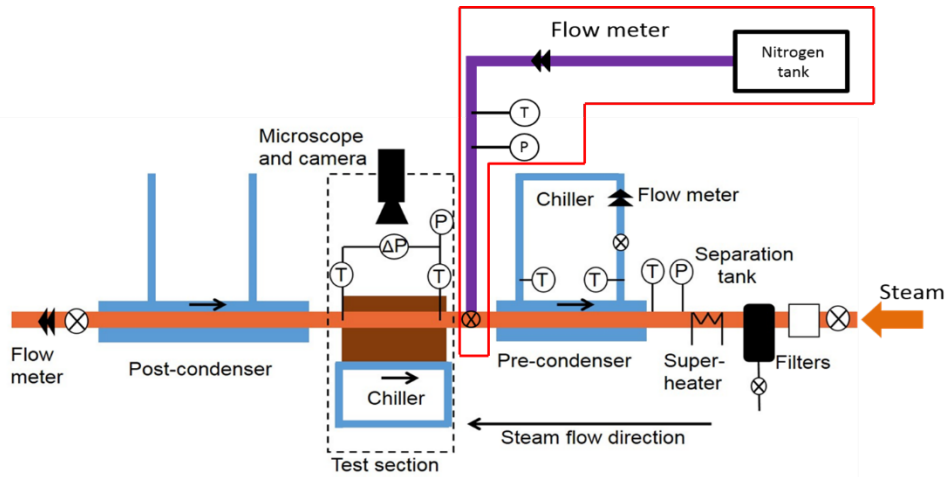 Flow meter
Nitrogen
tank
T
P
Microscope
and camera
Chiller
Flow meter
P
ΔP
T
T
T
T
T
P
Separation
tank
Steam
Flow
meter
Post-condenser
Chiller
Pre-condenser
Super-
heater
Filters
Steam flow direction
Test section